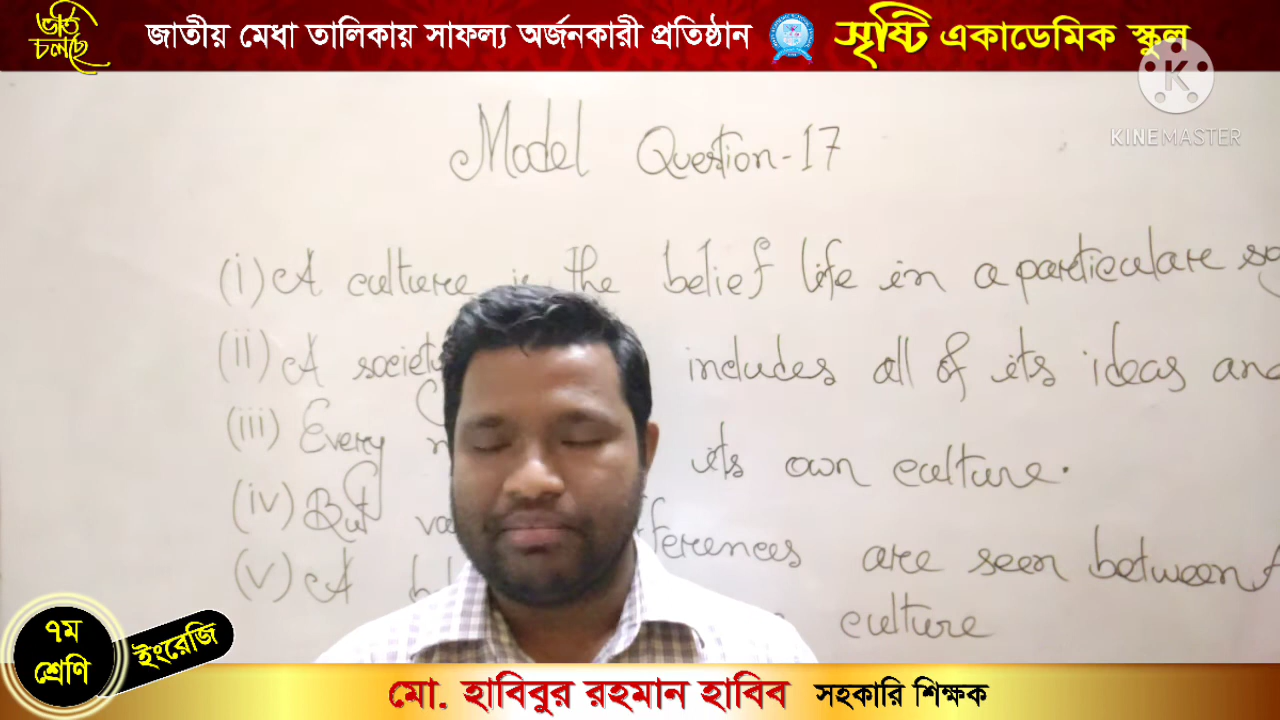 ভর্তি চলছে
জাতীয় মেধা তালিকায় সাফল্য অর্জনকারী প্রতিষ্ঠান সৃষ্টি একাডেমিক স্কুল
K
KINEMASTER
Model Question-17
(i) A culture is the belief life in a particulare
(ii) A society includes all of its ideas
(iii) Every its own culture.
(iv) But are seen between
(v) A culture
৭ম
শ্রেণি
ইংরেজি
মো. হাবিবুর রহমান হাবিব সহকারি শিক্ষক